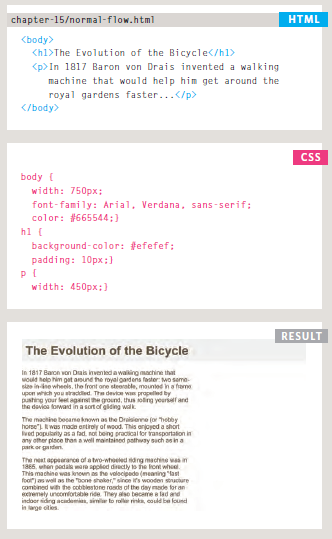 chapter-15/normal-flow.html
HTML
<body>
<h1>The Evolution of the Bicycle</h1>
<p>In 1817 Baron von Drais invented a walking
machine that would help him get around the
royal gardens faster...</p>
</body>
CSS
body {
width: 750px;
font-family: Arial, Verdana, sans-serif;
color: #665544;}
h1 {
background-color: #efefef;
padding: 10px;}
p {
width: 450px;}
RESULT
The Evolution of the Bicycle
In 1817 Baron von Drais invented a walking machine that
would help him get around the royal gardens faster: two same-
size in-line wheels, the front one steerable, mounted in a frame
upon which you straddled. The device was propelled by
pushing your feet against the ground, thus rolling yourself and
the device forward in a sort of gliding walk.
The machine became known as the Draisienne (or "hobby
horse"). It was made entirely of wood. This enjoyed a short
lived popularity as a fad, not being practical for transportation in
any other place than a well maintained pathway such as in a
park or garden.
The next appearance of a two-wheeled riding machine was in
1865, when pedals were applied directly to the front wheel.
This machine was known as the velocipede (meaning "fast
foot") as well as the "bone shaker," since it's wooden structure
combined with the cobblestone roads of the day made for an
extremely uncomfortable ride. They also became a fad and
indoor riding academies, similar to roller rinks, could be found
in large cities.